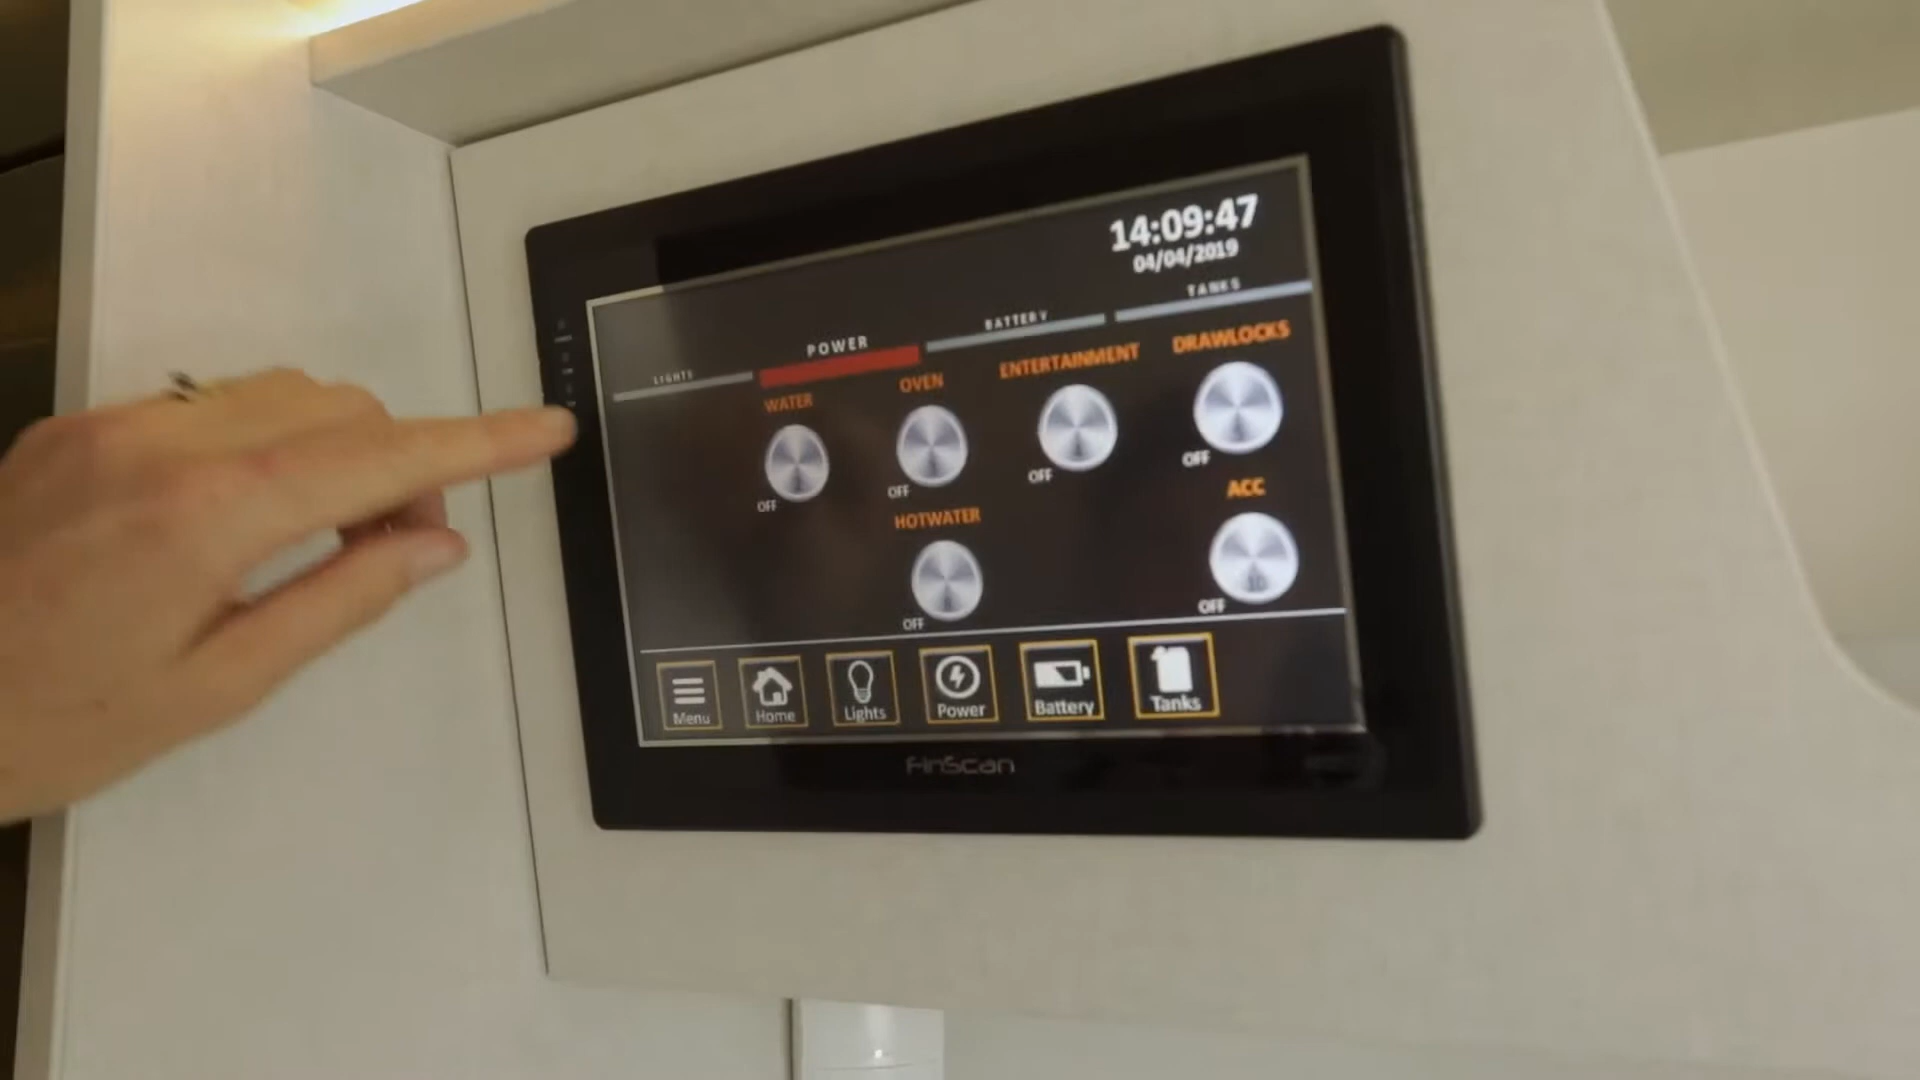 14:09:47
04/04/2019
LIGHTS
POWER
BATTERY
TANKS
WATER
OFF
OVEN
OFF
ENTERTAINMENT
OFF
DRAWLOCKS
OFF
HOTWATER
OFF
ACC
OFF
Menu
Home
Lights
Power
Battery
Tanks
FinScan